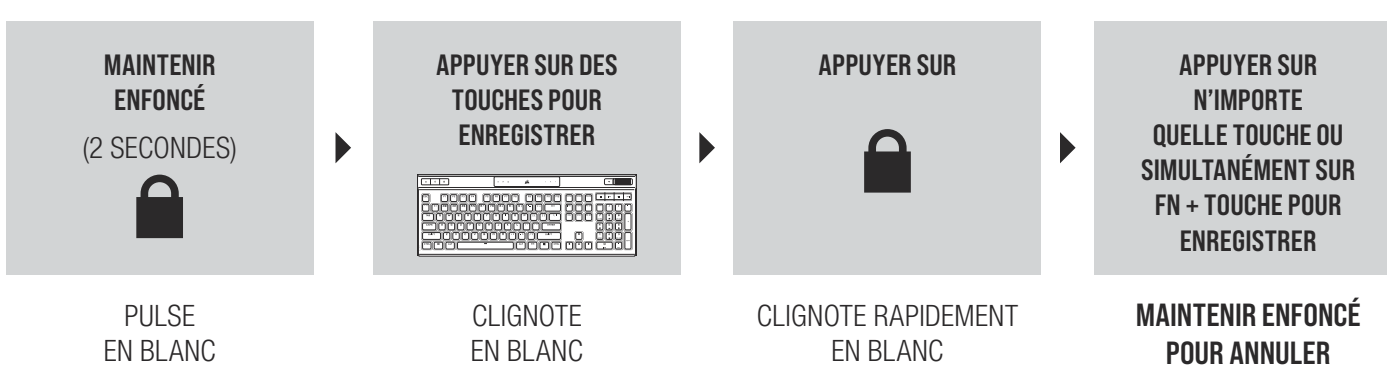 MAINTENIR
ENFONCÉ
(2 SECONDES)
PULSE
EN BLANC
APPUYER SUR DES
TOUCHES POUR
ENREGISTRER
CLIGNOTE
EN BLANC
APPUYER SUR
CLIGNOTE RAPIDEMENT
EN BLANC
APPUYER SUR
N'IMPORTE
QUELLE TOUCHE OU
SIMULTANÉMENT SUR
FN + TOUCHE POUR
ENREGISTRER
MAINTENIR ENFONCÉ
POUR ANNULER